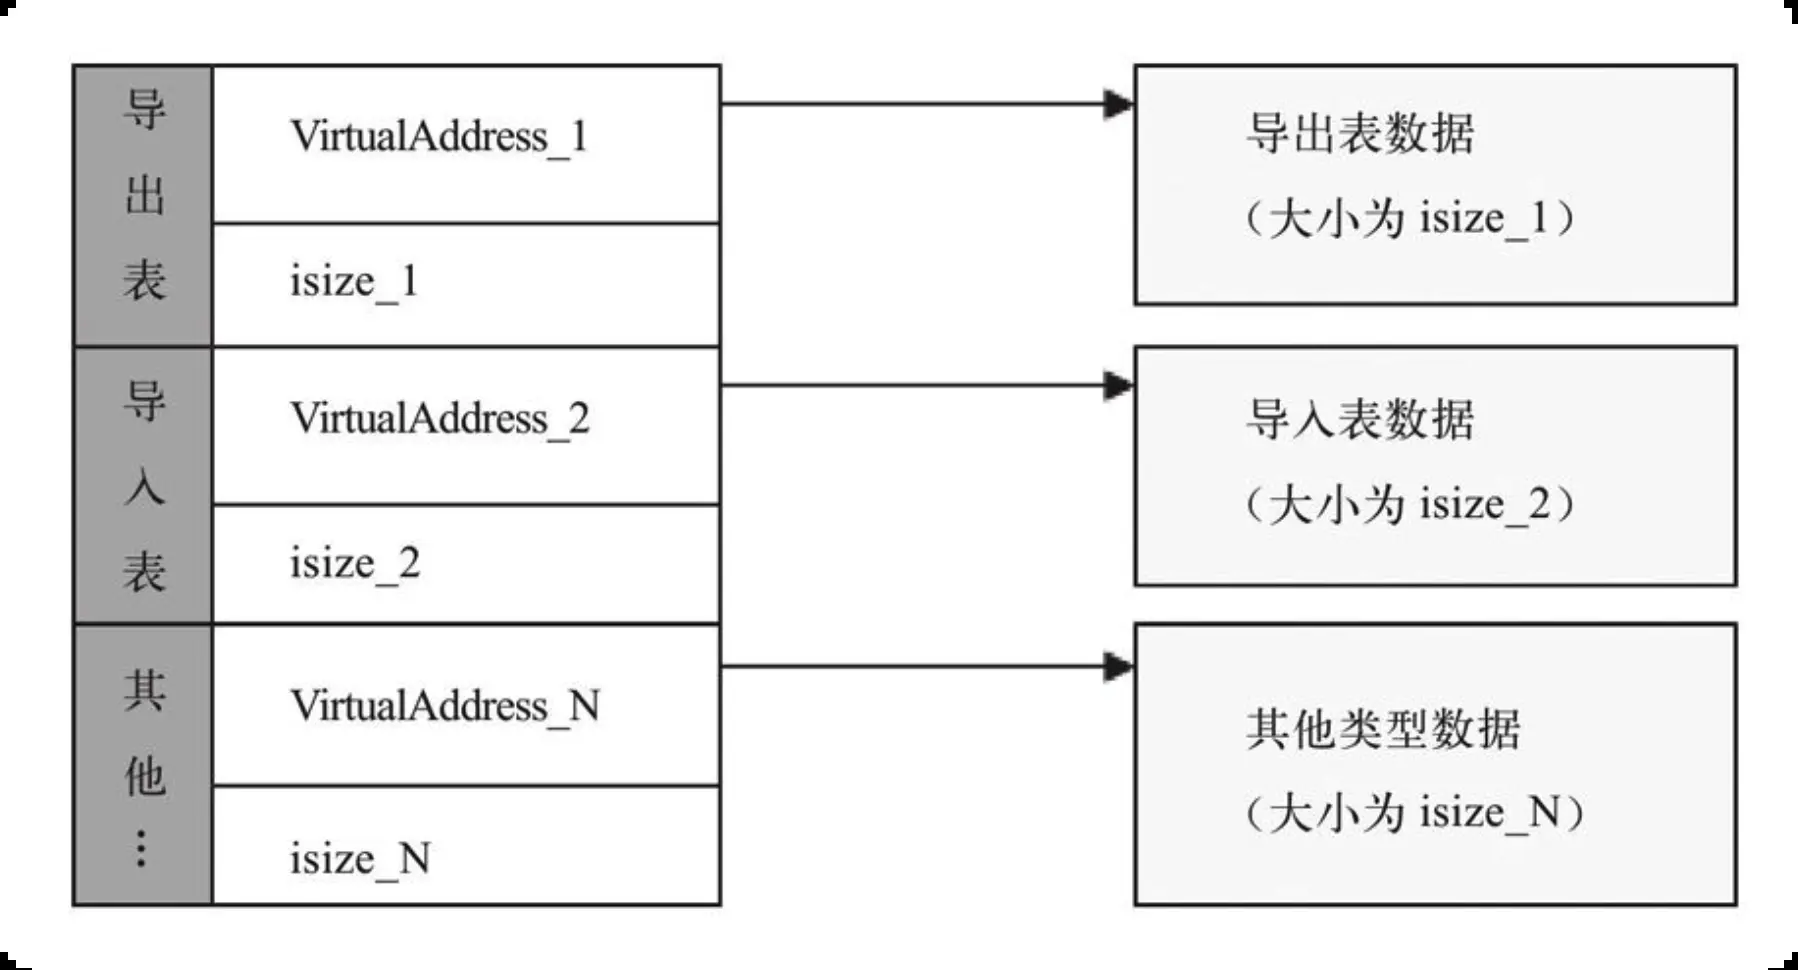 导出表
VirtualAddress_1
isize_1
导出表数据
(大小为 isize_1)
导入表
VirtualAddress_2
isize_2
导入表数据
(大小为 isize_2)
其他…
VirtualAddress_N
isize_N
其他类型数据
(大小为 isize_N)